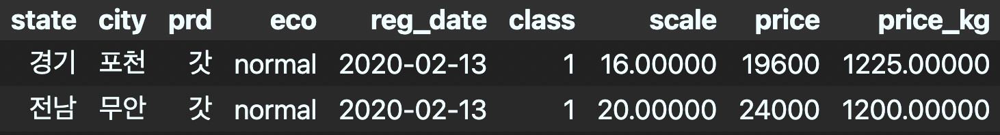 state city prd eco reg_date class scale price price_kg
경기 포천 갓 normal 2020-02-13 1 16.00000 19600 1225.00000
전남 무안 갓 normal 2020-02-13 1 20.00000 24000 1200.00000